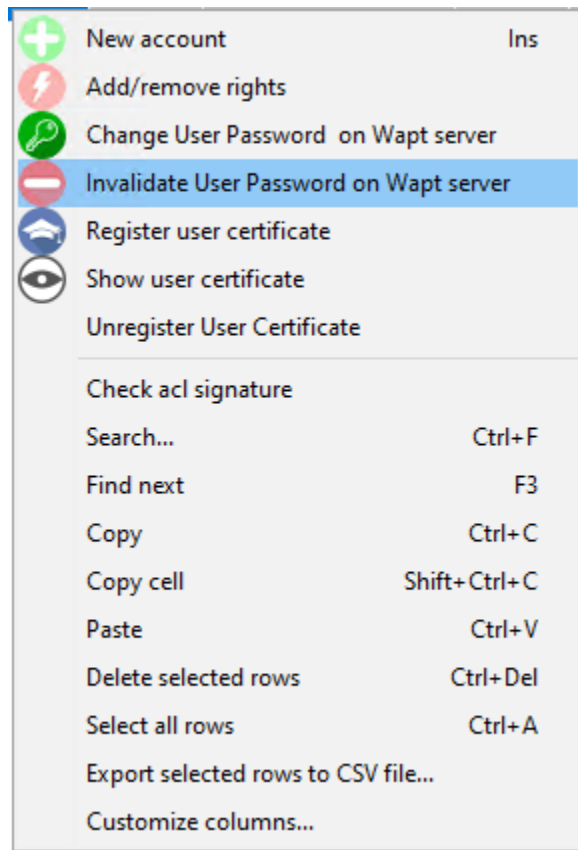 New account Ins
Add/remove rights
Change User Password  on Wapt server
Invalidate User Password on Wapt server
Register user certificate
Show user certificate
Unregister User Certificate
Check acl signature
Search... Ctrl+F
Find next F3
Copy Ctrl+C
Copy cell Shift+Ctrl+C
Paste Ctrl+V
Delete selected rows Ctrl+Del
Select all rows Ctrl+A
Export selected rows to CSV file...
Customize columns...